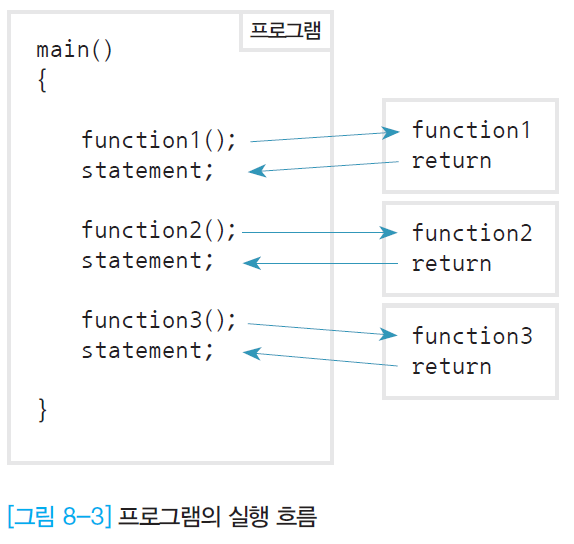 프로그램
main()
{
function1();
statement;
function1
return
function2();
statement;
function2
return
function3();
statement;
function3
return
}
[그림 8-3] 프로그램의 실행 흐름